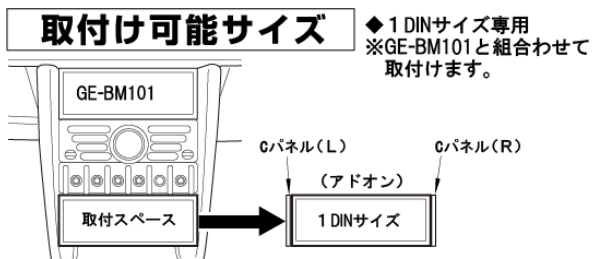 取付け可能サイズ
◆1DINサイズ専用
※GE-BM101と組合わせて
取付けます。
GE-BM101
Cパネル(L)
Cパネル(R)
(アドオン)
取付スペース
1DINサイズ